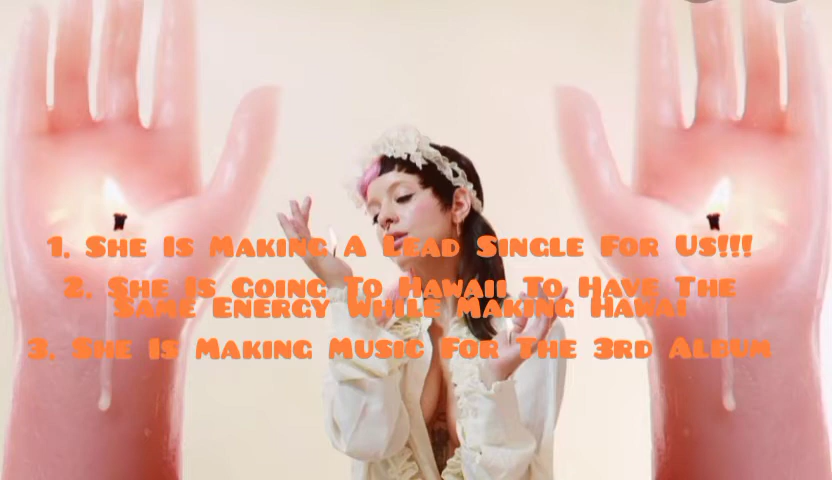 1. She Is Making A Lead Single For Us!!!
2. She Is Going To Hawaii To Have The
Same Energy While Making Hawai
3. She Is Making Music For The 3rd Album